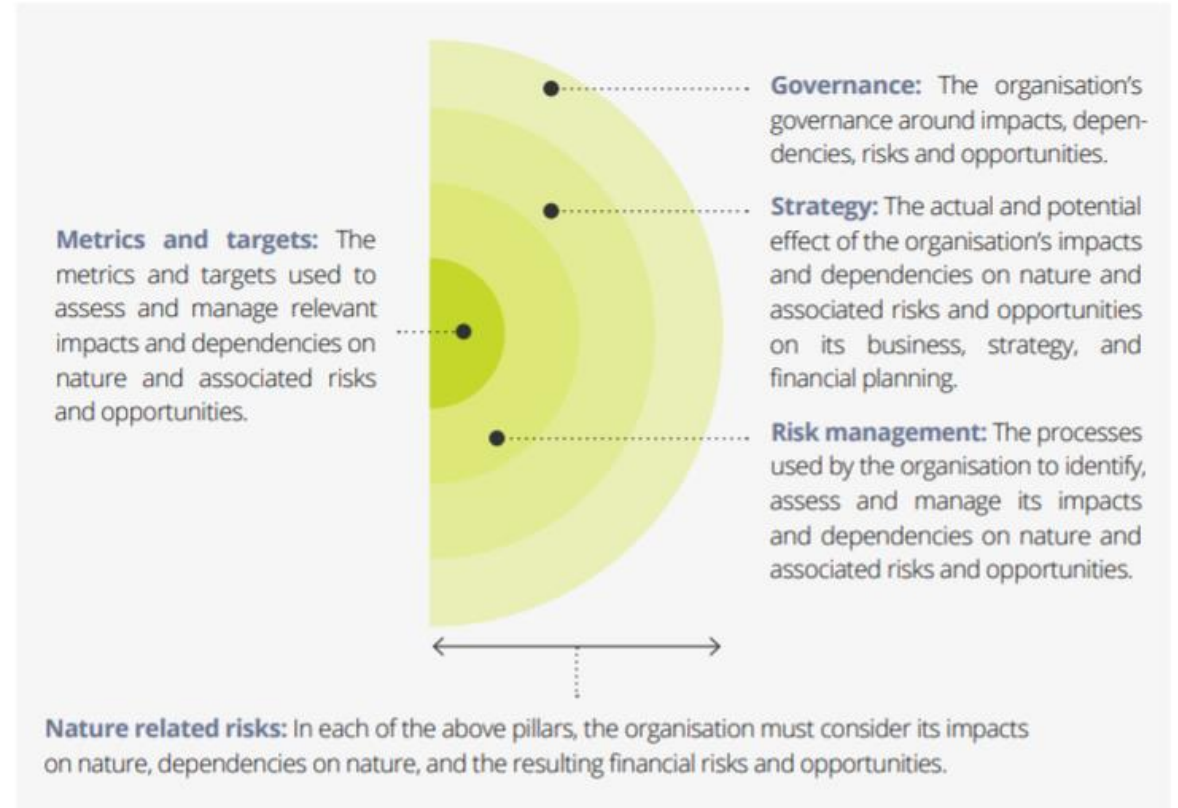 Governance: The organisation's
governance around impacts, depen-
dencies, risks and opportunities.
Strategy: The actual and potential
effect of the organisation's impacts
and dependencies on nature and
associated risks and opportunities
on its business, strategy, and
financial planning.
Metrics and targets: The
metrics and targets used to
assess and manage relevant
impacts and dependencies on
nature and associated risks
and opportunities.
Risk management: The processes
used by the organisation to identify,
assess and manage its impacts
and dependencies on nature and
associated risks and opportunities.
Nature related risks: In each of the above pillars, the organisation must consider its impacts
on nature, dependencies on nature, and the resulting financial risks and opportunities.